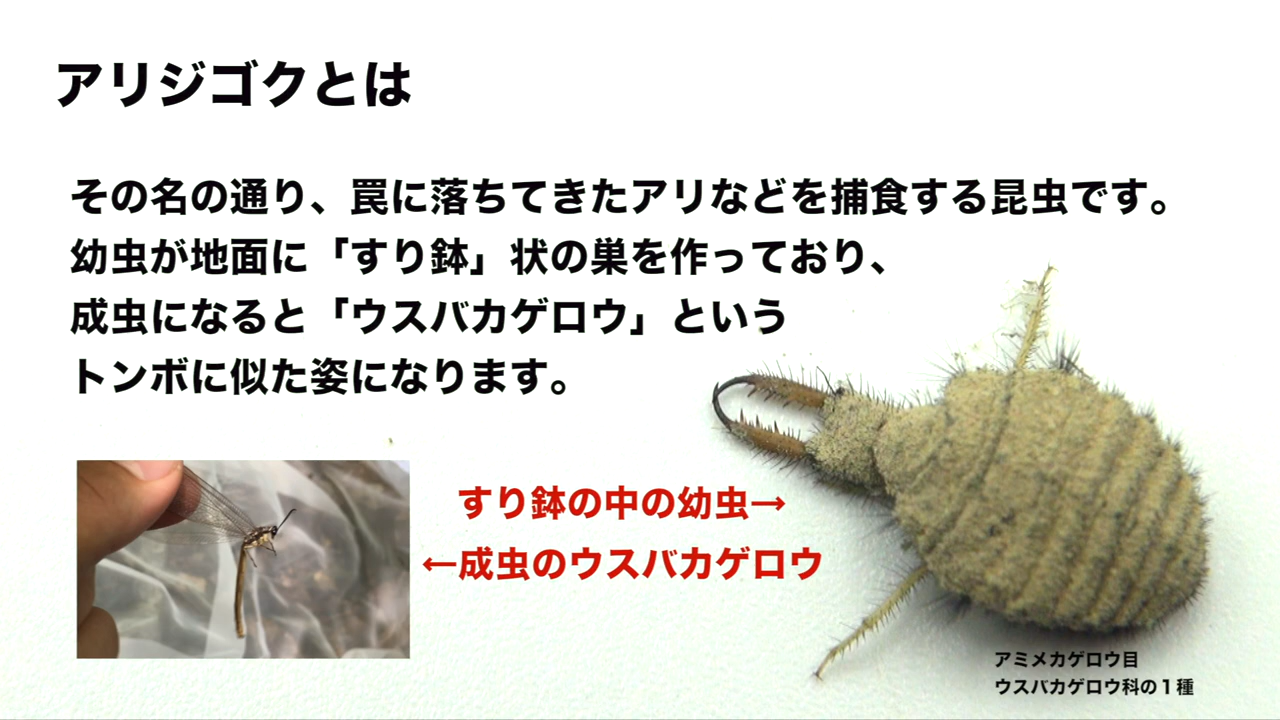 アリジゴクとは
その名の通り、罠に落ちてきたアリなどを捕食する昆虫です。
幼虫が地面に「すり鉢」状の巣を作っており、
成虫になると「ウスバカゲロウ」という
トンボに似た姿になります。
すり鉢の中の幼虫→
←成虫のウスバカゲロウ
アミメカゲロウ目
ウスバカゲロウ科の１種